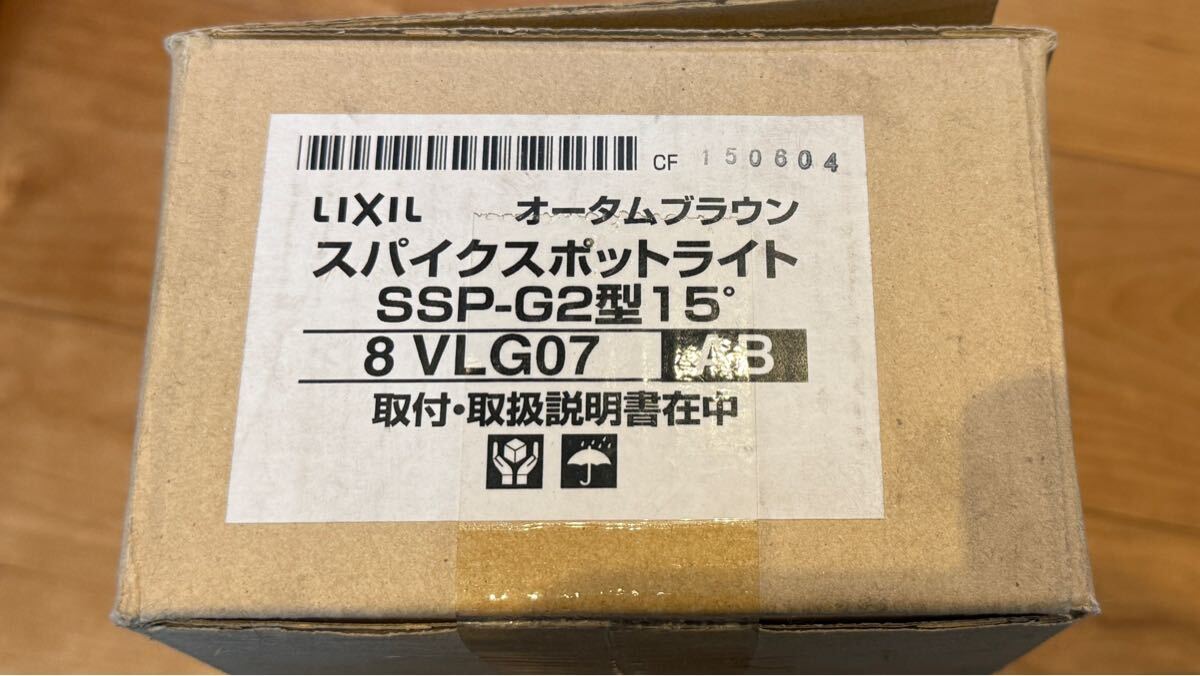 CF 150604
LIXIL オータムブラウン
スパイクスポットライト
SSP-G2型15°
8 VLG07 AB
取付・取扱説明書在中